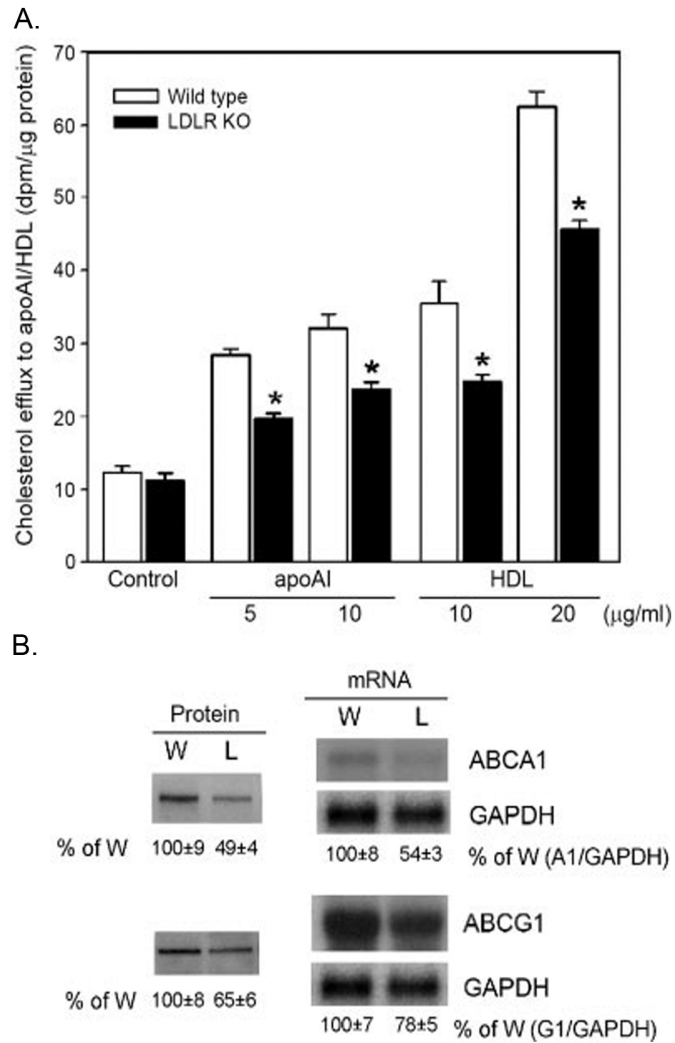 A.
Cholesterol efflux to apoAI/HDL (dpm/μg protein)
70
60
50
40
30
20
10
0
Wild type
LDLR KO
*
*
*
*
Control
apoAI
HDL
5
10
10
20
(μg/ml)
B.
Protein
mRNA
W
L
W
L
ABCA1
GAPDH
% of W 100±9 49±4
100±8 54±3 % of W (A1/GAPDH)
ABCG1
GAPDH
% of W 100±8 65±6
100±7 78±5 % of W (G1/GAPDH)